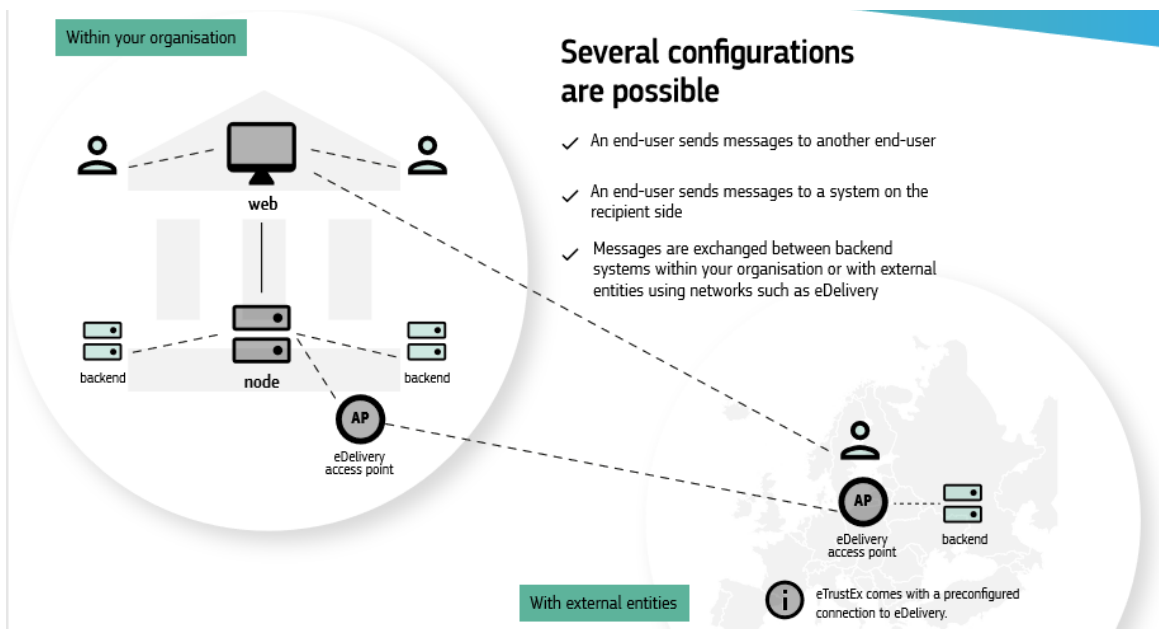 Within your organisation
Several configurations
are possible
An end-user sends messages to another end-user
An end-user sends messages to a system on the
recipient side
Messages are exchanged between backend
systems within your organisation or with external
entities using networks such as eDelivery
web
backend
node
backend
AP
eDelivery
access point
AP
eDelivery
access point
backend
With external entities
i
eTrustEx comes with a preconfigured
connection to eDelivery.